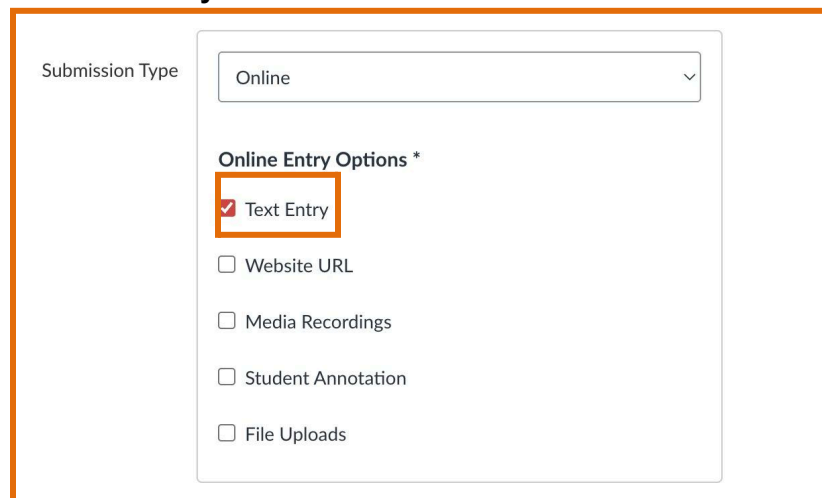 Submission Type
Online
Online Entry Options *
Text Entry
Website URL
Media Recordings
Student Annotation
File Uploads